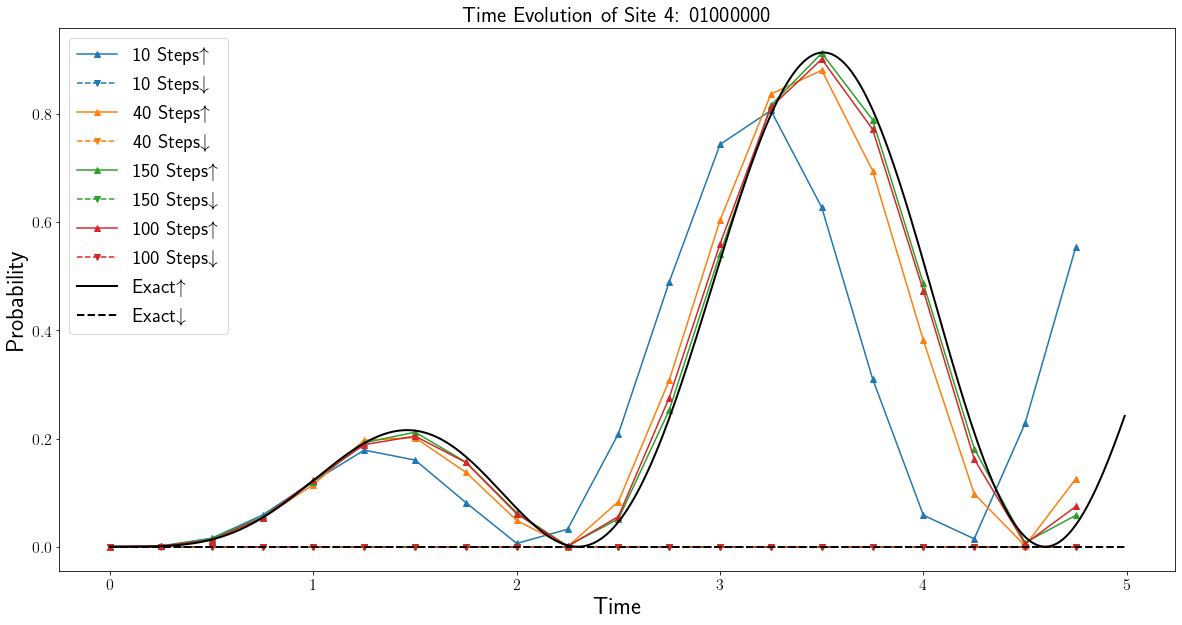 Time Evolution of Site 4: 01000000
10 Steps↑
10 Steps↓
40 Steps↑
40 Steps↓
150 Steps↑
150 Steps↓
100 Steps↑
100 Steps↓
Exact↑
Exact↓
Probability
0.8
0.6
0.4
0.2
0.0
0 1 2 3 4 5
Time